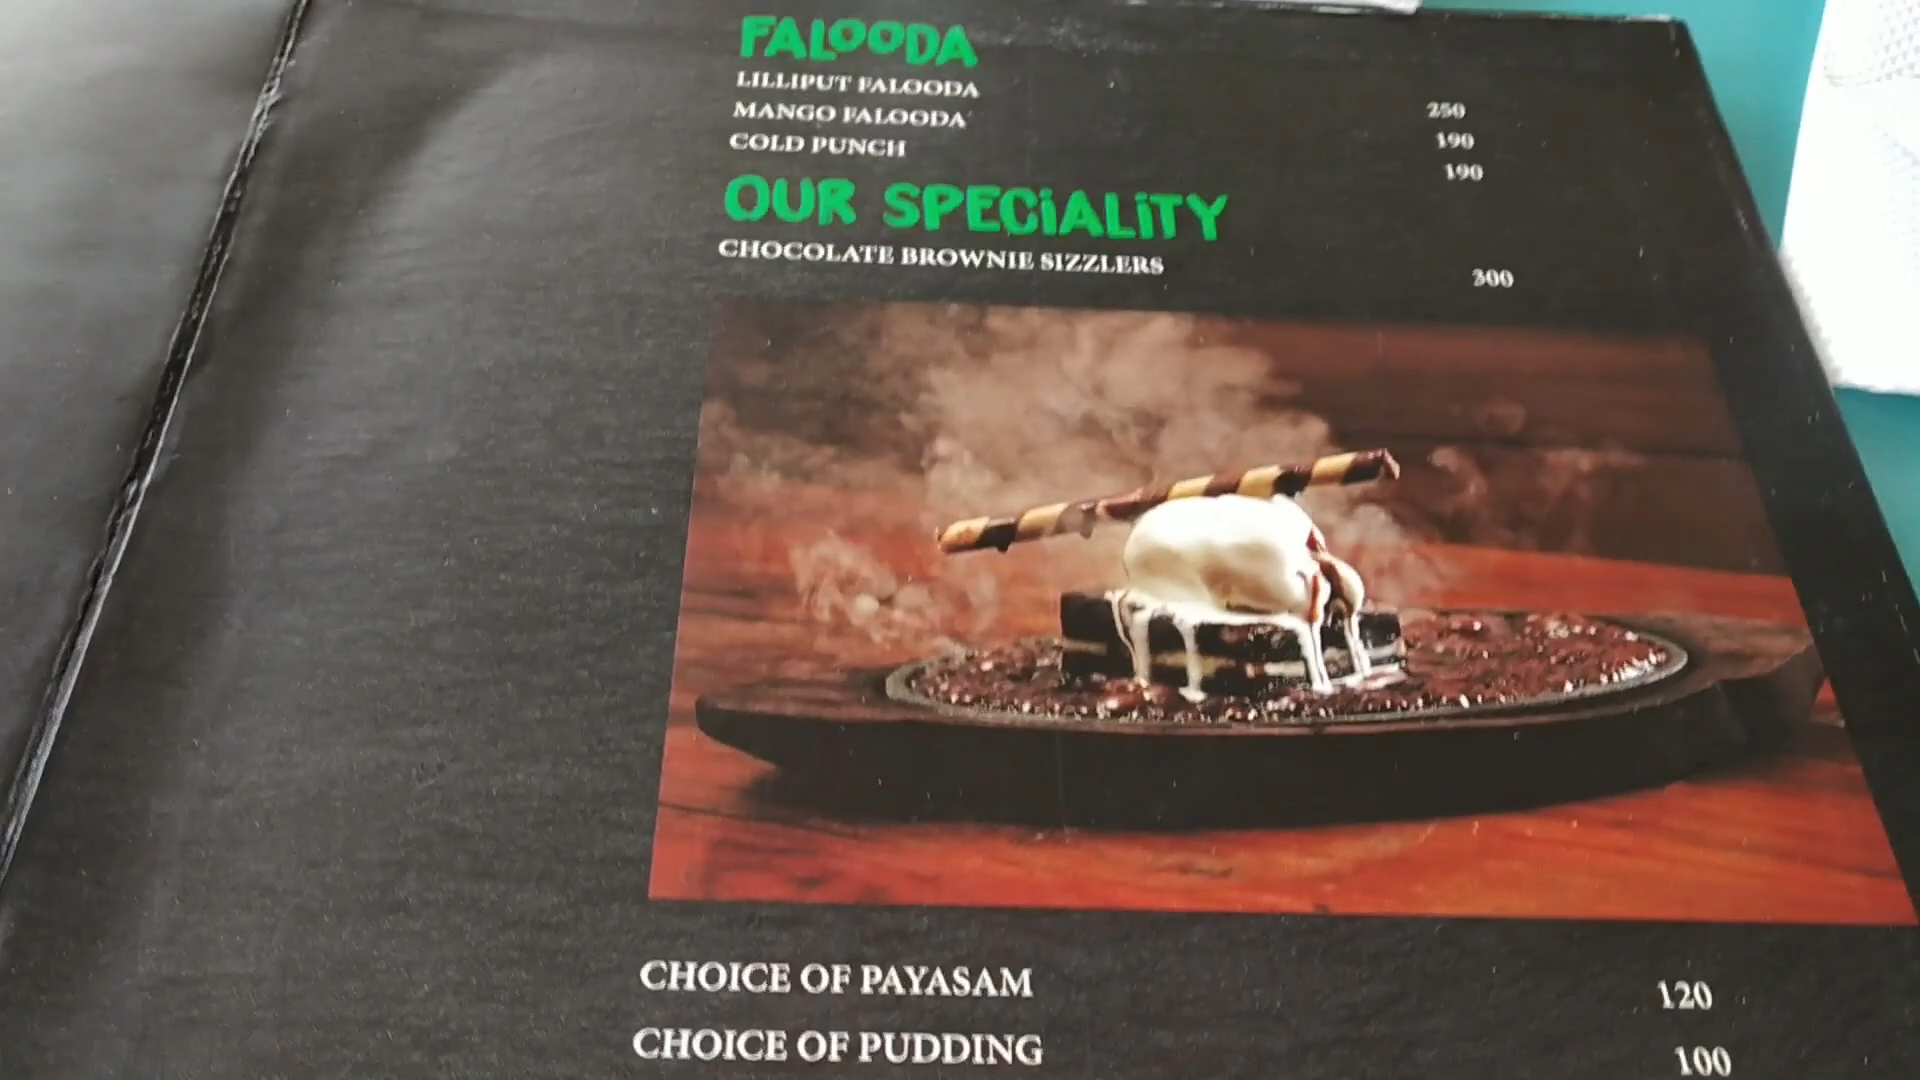 FALOODA
LILLIPUT FALOODA 250
MANGO FALOODA 190
COLD PUNCH 190
OUR SPECiALiTY
CHOCOLATE BROWNIE SIZZLERS 300
CHOICE OF PAYASAM 120
CHOICE OF PUDDING 100